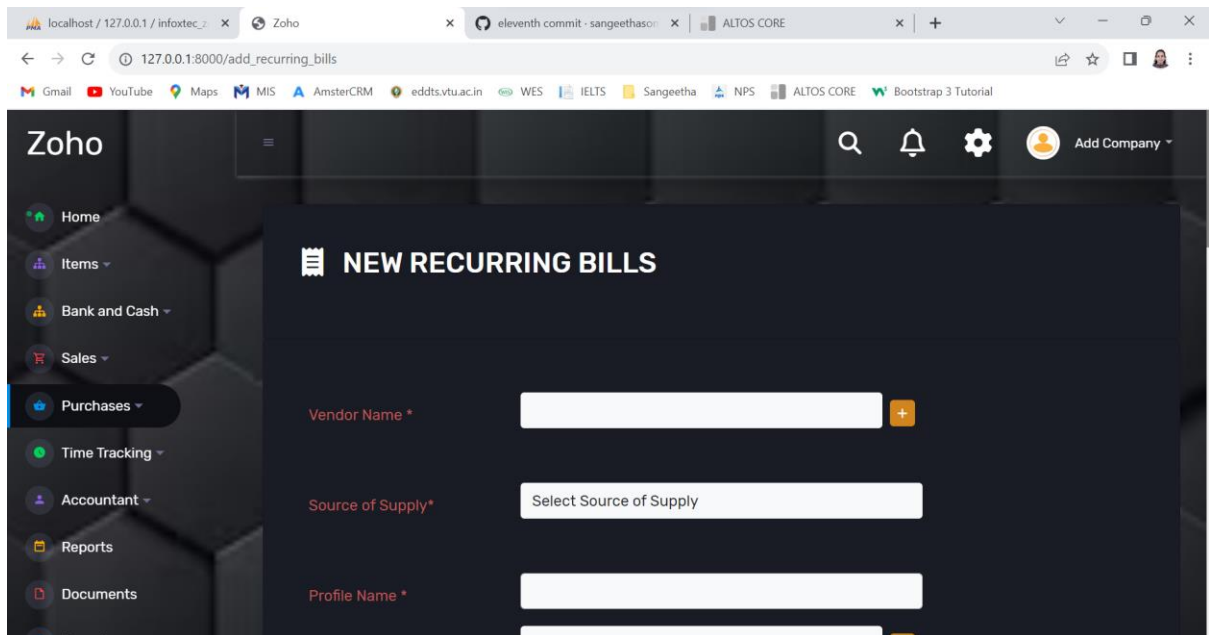 localhost / 127.0.0.1 / infoxtec_z
Zoho
eleventh commit · sangeethason
ALTOS CORE
127.0.0.1:8000/add_recurring_bills
Gmail YouTube Maps MIS AmsterCRM eddts.vtu.ac.in WES IELTS Sangeetha NPS ALTOS CORE Bootstrap 3 Tutorial
Zoho
Add Company
Home
Items
Bank and Cash
Sales
Purchases
Time Tracking
Accountant
Reports
Documents
NEW RECURRING BILLS
Vendor Name *
+
Source of Supply*
Select Source of Supply
Profile Name *